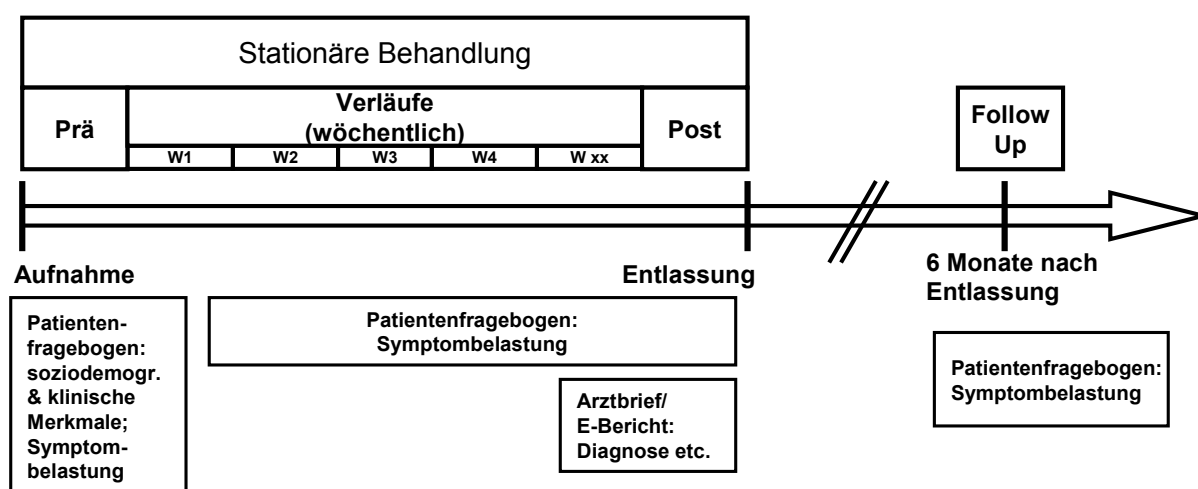 Stationäre Behandlung
Prä
Verläufe
(wöchentlich)
W1
W2
W3
W4
W xx
Post
Follow
Up
Aufnahme
Entlassung
6 Monate nach
Entlassung
Patienten-
fragebogen:
soziodemogr.
& klinische
Merkmale;
Symptom-
belastung
Patientenfragebogen:
Symptombelastung
Arztbrief/
E-Bericht:
Diagnose etc.
Patientenfragebogen:
Symptombelastung